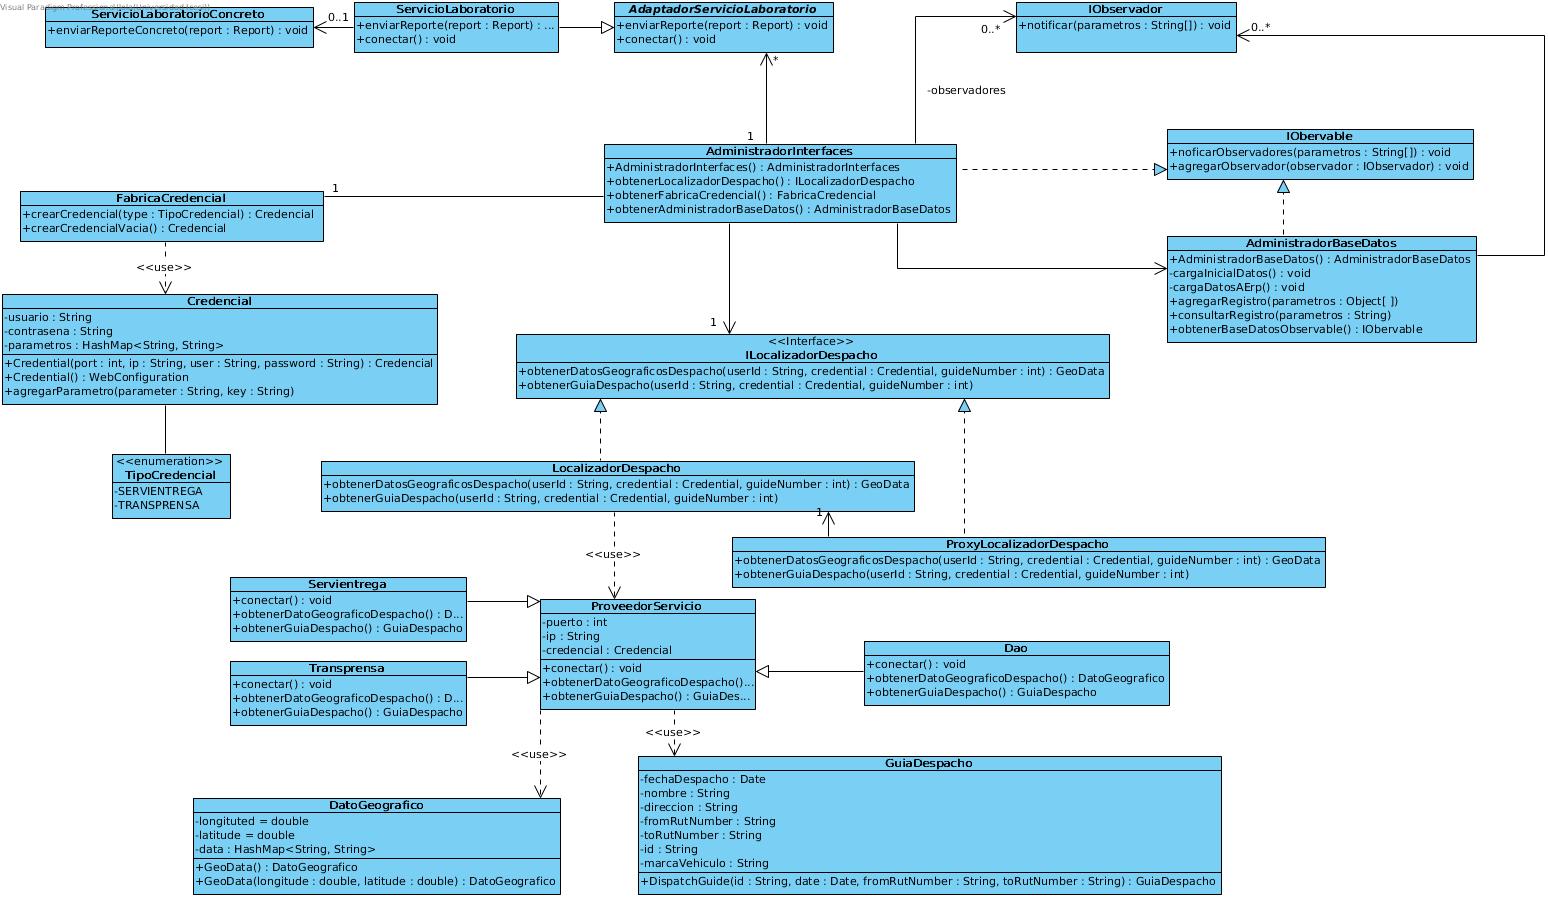 Visual Paradigm Professional
ServicioLaboratorioConcreto
+enviarReporteConcreto(report : Report) : void
0..1
ServicioLaboratorio
+enviarReporte(report : Report) : ...
+conectar() : void
AdaptadorServicioLaboratorio
+enviarReporte(report : Report) : void
+conectar() : void
IObservador
+notificar(parametros : String[]) : void
0..*
0..*
*
-observadores
1
AdministradorInterfaces
+AdministradorInterfaces() : AdministradorInterfaces
+obtenerLocalizadorDespacho() : ILocalizadorDespacho
+obtenerFabricaCredencial() : FabricaCredencial
+obtenerAdministradorBaseDatos() : AdministradorBaseDatos
IObervable
+noficarObservadores(parametros : String[]) : void
+agregarObservador(observador : IObservador) : void
FabricaCredencial
+crearCredencial(type : TipoCredencial) : Credencial
+crearCredencialVacia() : Credencial
1
AdministradorBaseDatos
+AdministradorBaseDatos() : AdministradorBaseDatos
-cargaInicialDatos() : void
-cargaDatosAErp() : void
+agregarRegistro(parametros : Object[ ])
+consultarRegistro(parametros : String)
+obtenerBaseDatosObservable() : IObervable
<<use>>
Credencial
-usuario : String
-contrasena : String
-parametros : HashMap<String, String>
+Credential(port : int, ip : String, user : String, password : String) : Credencial
+Credential() : WebConfiguration
+agregarParametro(parameter : String, key : String)
1
<<Interface>>
ILocalizadorDespacho
+obtenerDatosGeograficosDespacho(userId : String, credential : Credential, guideNumber : int) : GeoData
+obtenerGuiaDespacho(userId : String, credential : Credential, guideNumber : int)
<<enumeration>>
TipoCredencial
-SERVIENTREGA
-TRANSPRENSA
LocalizadorDespacho
+obtenerDatosGeograficosDespacho(userId : String, credential : Credential, guideNumber : int) : GeoData
+obtenerGuiaDespacho(userId : String, credential : Credential, guideNumber : int)
1
ProxyLocalizadorDespacho
+obtenerDatosGeograficosDespacho(userId : String, credential : Credential, guideNumber : int) : GeoData
+obtenerGuiaDespacho(userId : String, credential : Credential, guideNumber : int)
<<use>>
Servientrega
+conectar() : void
+obtenerDatoGeograficoDespacho() : D...
+obtenerGuiaDespacho() : GuiaDespacho
ProveedorServicio
-puerto : int
-ip : String
-credencial : Credencial
+conectar() : void
+obtenerDatoGeograficoDespacho()...
+obtenerGuiaDespacho() : GuiaDes...
Transprensa
+conectar() : void
+obtenerDatoGeograficoDespacho() : D...
+obtenerGuiaDespacho() : GuiaDespacho
Dao
+conectar() : void
+obtenerDatoGeograficoDespacho() : DatoGeografico
+obtenerGuiaDespacho() : GuiaDespacho
<<use>>
<<use>>
DatoGeografico
-longituted = double
-latitude = double
-data : HashMap<String, String>
+GeoData() : DatoGeografico
+GeoData(longitude : double, latitude : double) : DatoGeografico
GuiaDespacho
-fechaDespacho : Date
-nombre : String
-direccion : String
-fromRutNumber : String
-toRutNumber : String
-id : String
-marcaVehiculo : String
+DispatchGuide(id : String, date : Date, fromRutNumber : String, toRutNumber : String) : GuiaDespacho